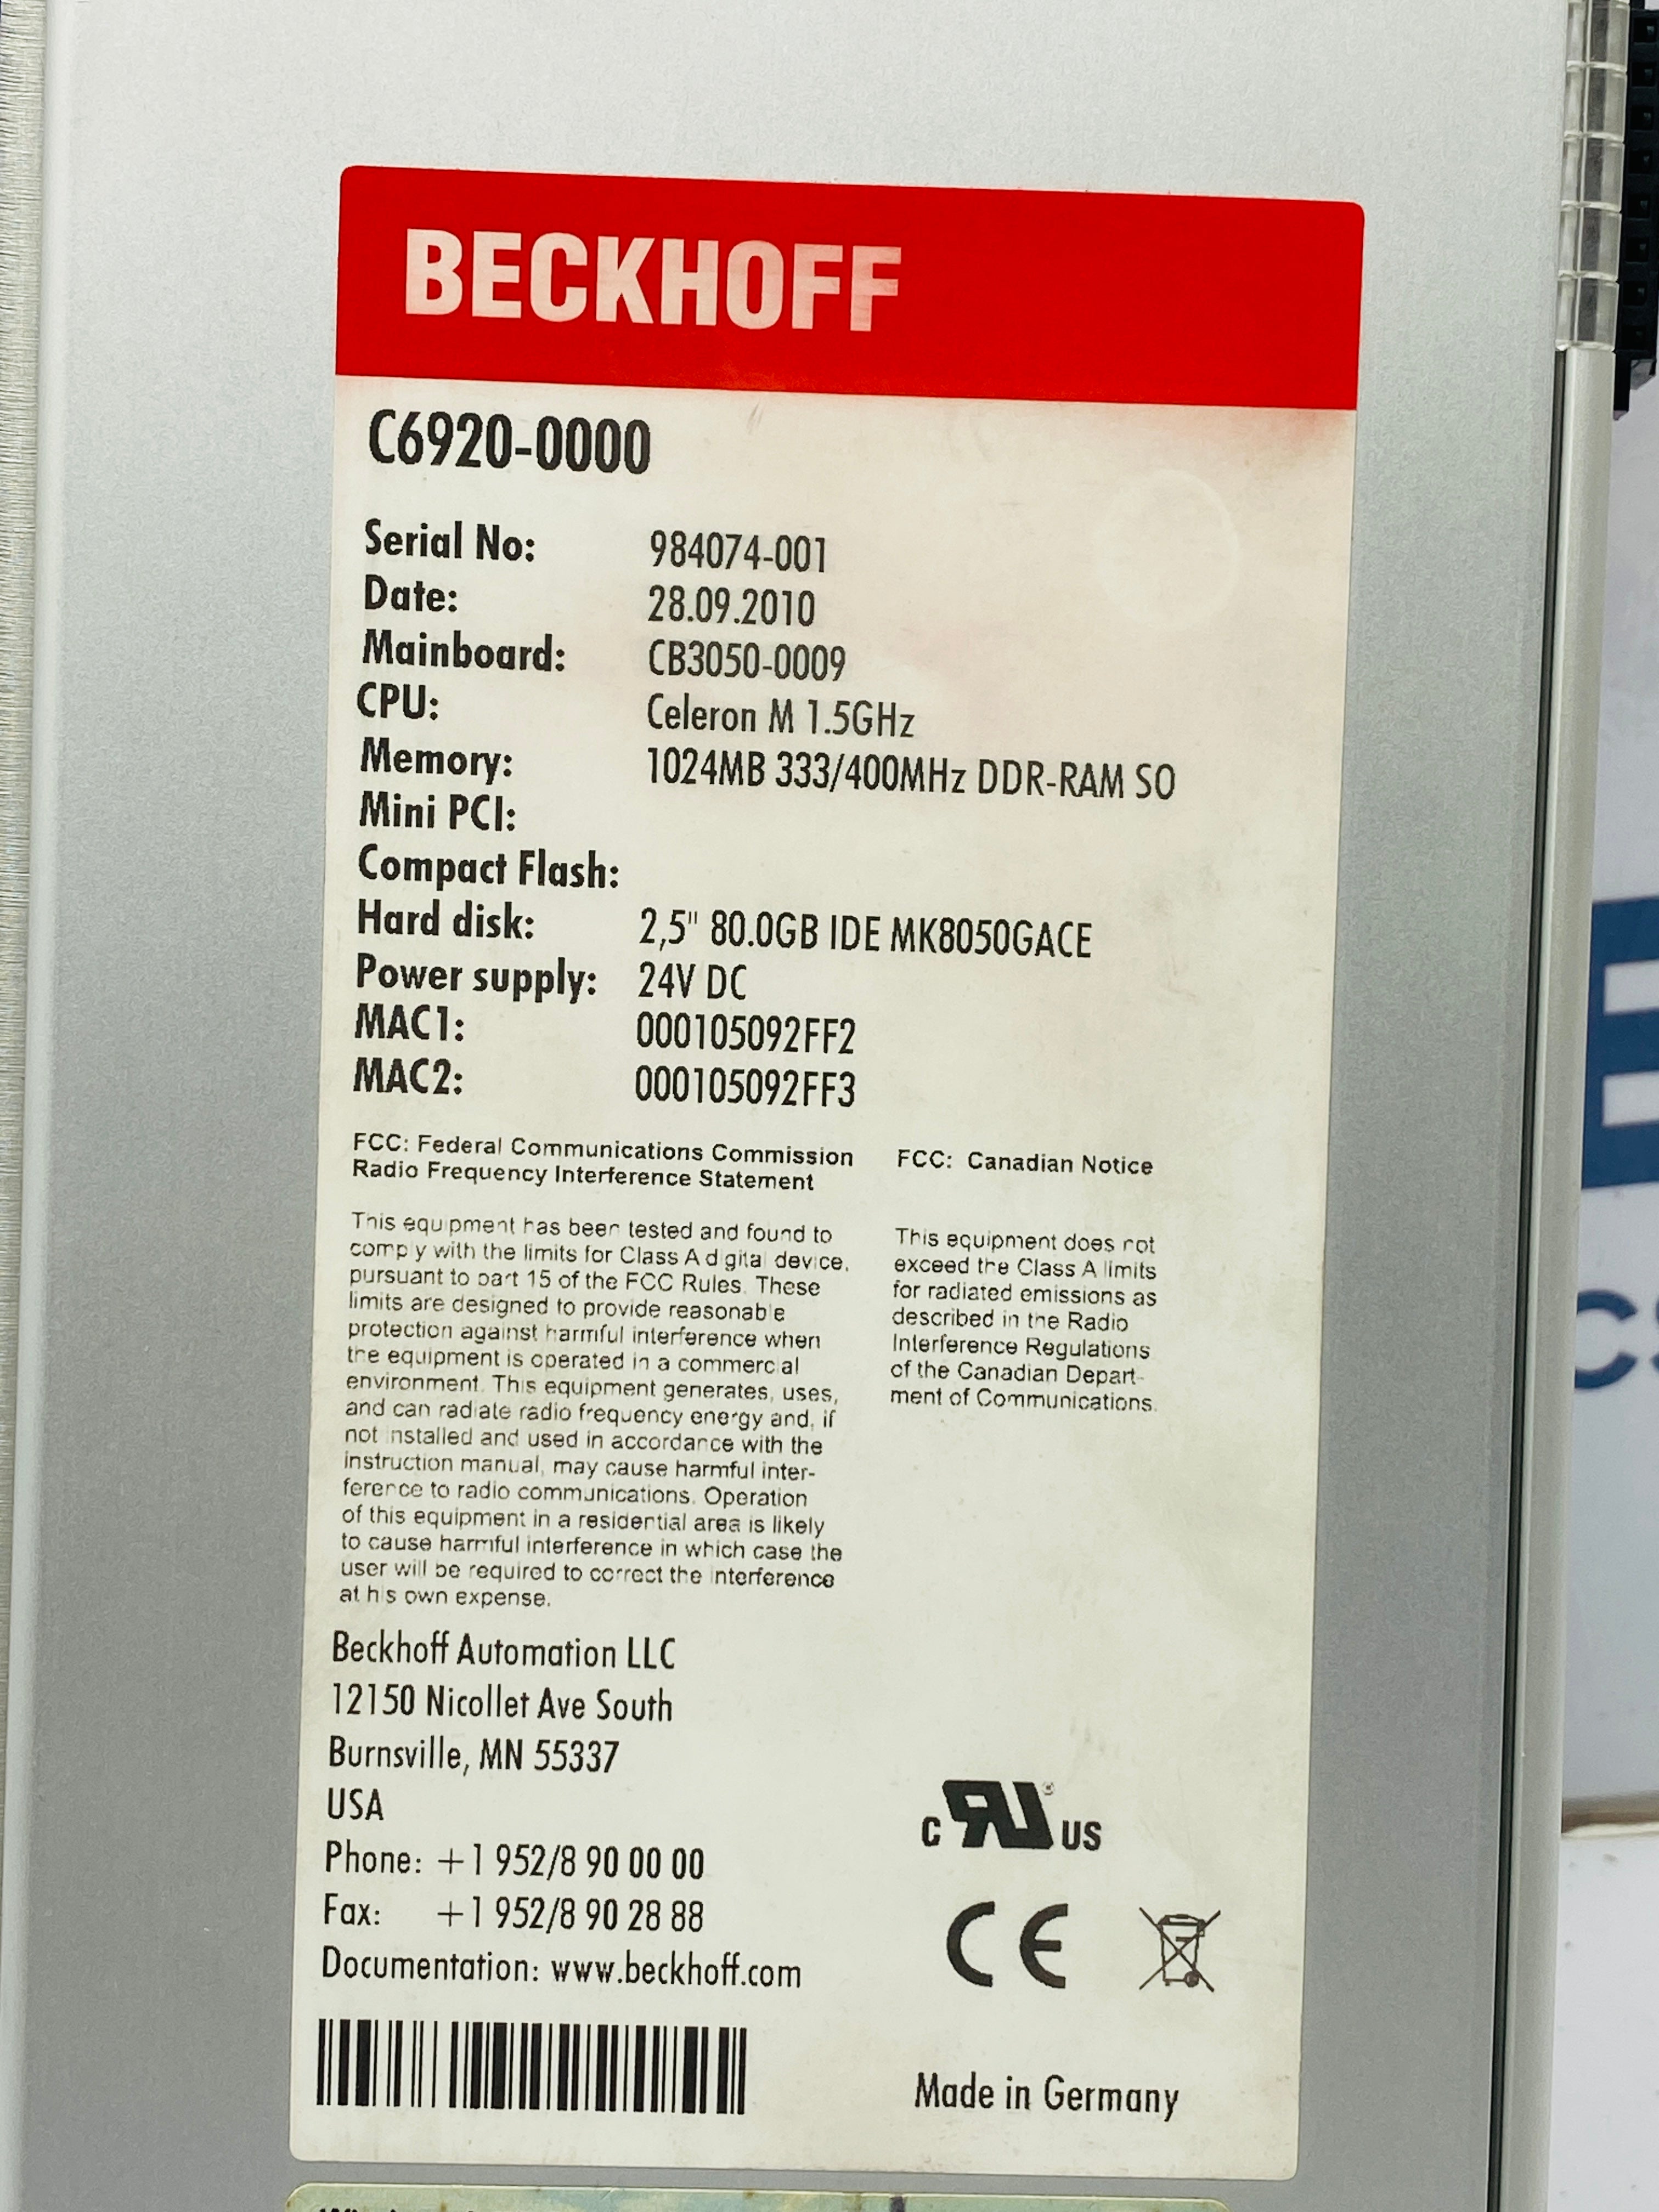 BECKHOFF
C6920-0000
Serial No: 984074-001
Date: 28.09.2010
Mainboard: CB3050-0009
CPU: Celeron M 1.5GHz
Memory: 1024MB 333/400MHz DDR-RAM SO
Mini PCI:
Compact Flash:
Hard disk: 2,5" 80.0GB IDE MK8050GACE
Power supply: 24V DC
MAC1: 000105092FF2
MAC2: 000105092FF3
FCC: Federal Communications Commission
Radio Frequency Interference Statement
This equipment has been tested and found to
comply with the limits for Class A digital device,
pursuant to part 15 of the FCC Rules. These
limits are designed to provide reasonable
protection against harmful interference when
the equipment is operated in a commercial
environment. This equipment generates, uses,
and can radiate radio frequency energy and, if
not installed and used in accordance with the
instruction manual, may cause harmful inter-
ference to radio communications. Operation
of this equipment in a residential area is likely
to cause harmful interference in which case the
user will be required to correct the interference
at his own expense.
FCC: Canadian Notice
This equipment does not
exceed the Class A limits
for radiated emissions as
described in the Radio
Interference Regulations
of the Canadian Depart-
ment of Communications.
Beckhoff Automation LLC
12150 Nicollet Ave South
Burnsville, MN 55337
USA
Phone: +1 952/8 90 00 00
Fax: +1 952/8 90 28 88
Documentation: www.beckhoff.com
C RU® US
CE
Made in Germany